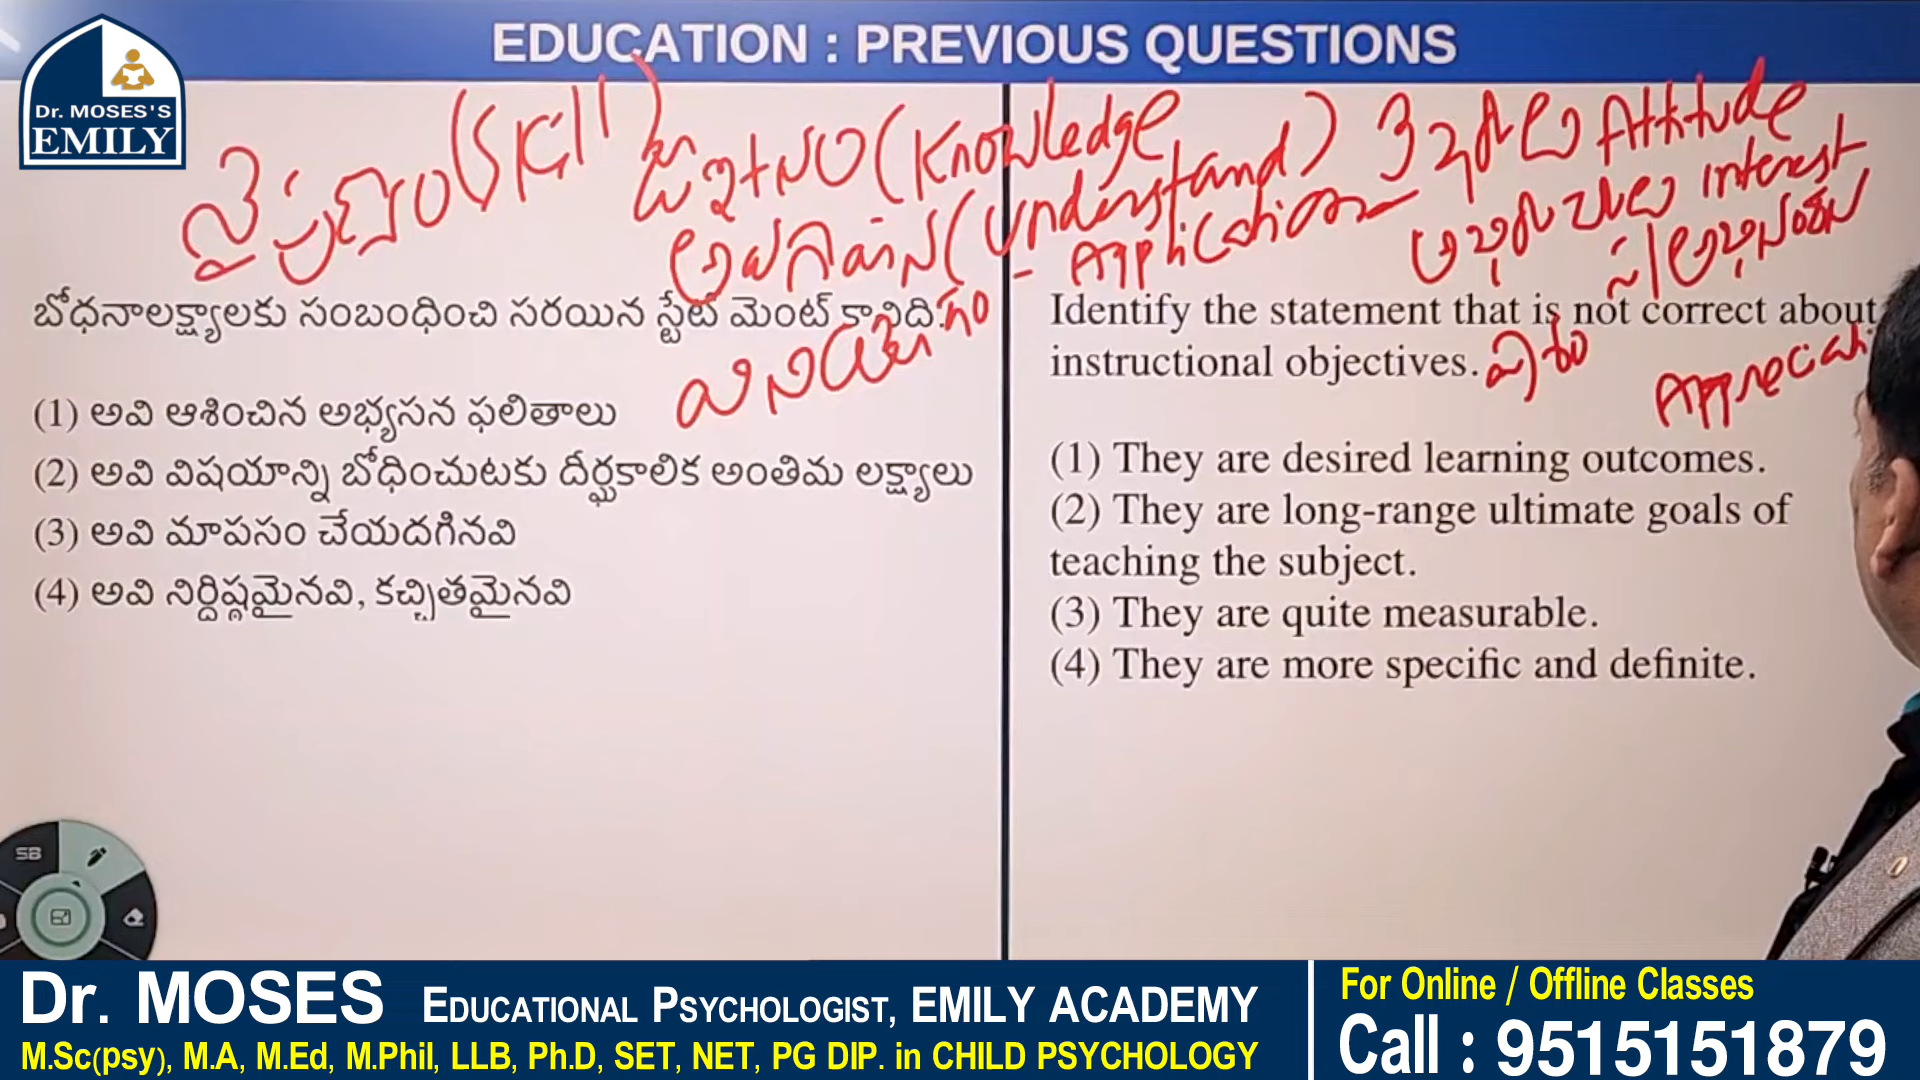 EDUCATION : PREVIOUS QUESTIONS
Dr. MOSES'S
EMILY
(Skill)
(Knowledge
Attitude
(Understand)
interest
- Application
బోధనాలక్ష్యాలకు సంబంధించి సరయిన స్టేట్ మెంట్ కానిది.
(1) అవి ఆశించిన అభ్యసన ఫలితాలు
(2) అవి విషయాన్ని బోధించుటకు దీర్ఘకాలిక అంతిమ లక్ష్యాలు
(3) అవి మాపనం చేయదగినవి
(4) అవి నిర్దిష్ఠమైనవి, కచ్చితమైనవి
Identify the statement that is not correct about
instructional objectives.
(1) They are desired learning outcomes.
(2) They are long-range ultimate goals of
teaching the subject.
(3) They are quite measurable.
(4) They are more specific and definite.
SB
Dr. MOSES EDUCATIONAL PSYCHOLOGIST, EMILY ACADEMY
M.Sc(psy), M.A, M.Ed, M.Phil, LLB, Ph.D, SET, NET, PG DIP. in CHILD PSYCHOLOGY
For Online / Offline Classes
Call : 9515151879